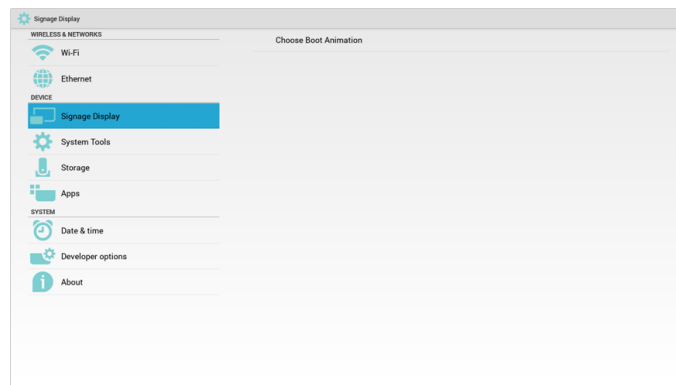 Signage Display
WIRELESS & NETWORKS
Wi-Fi
Ethernet
DEVICE
Signage Display
System Tools
Storage
Apps
SYSTEM
Date & time
Developer options
About
Choose Boot Animation